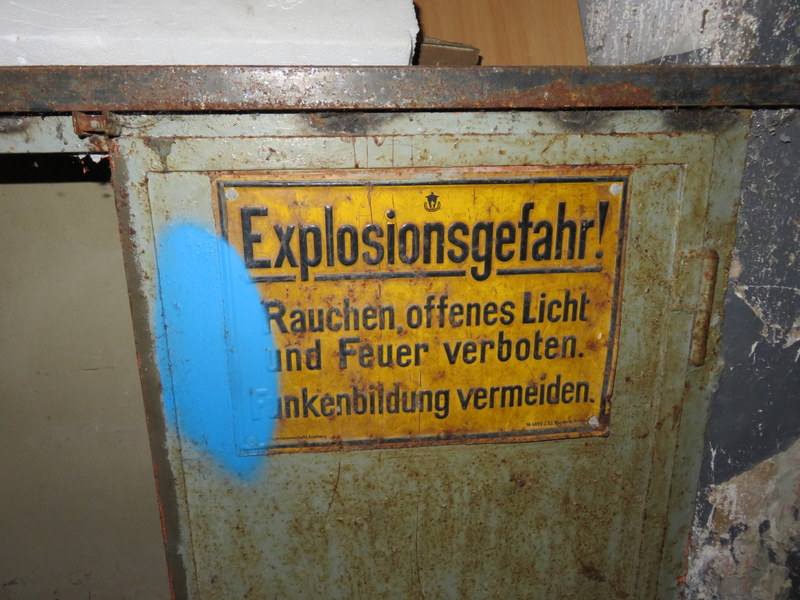 Explosionsgefahr!
Rauchen, offenes Licht
und Feuer verboten.
Funkenbildung vermeiden.